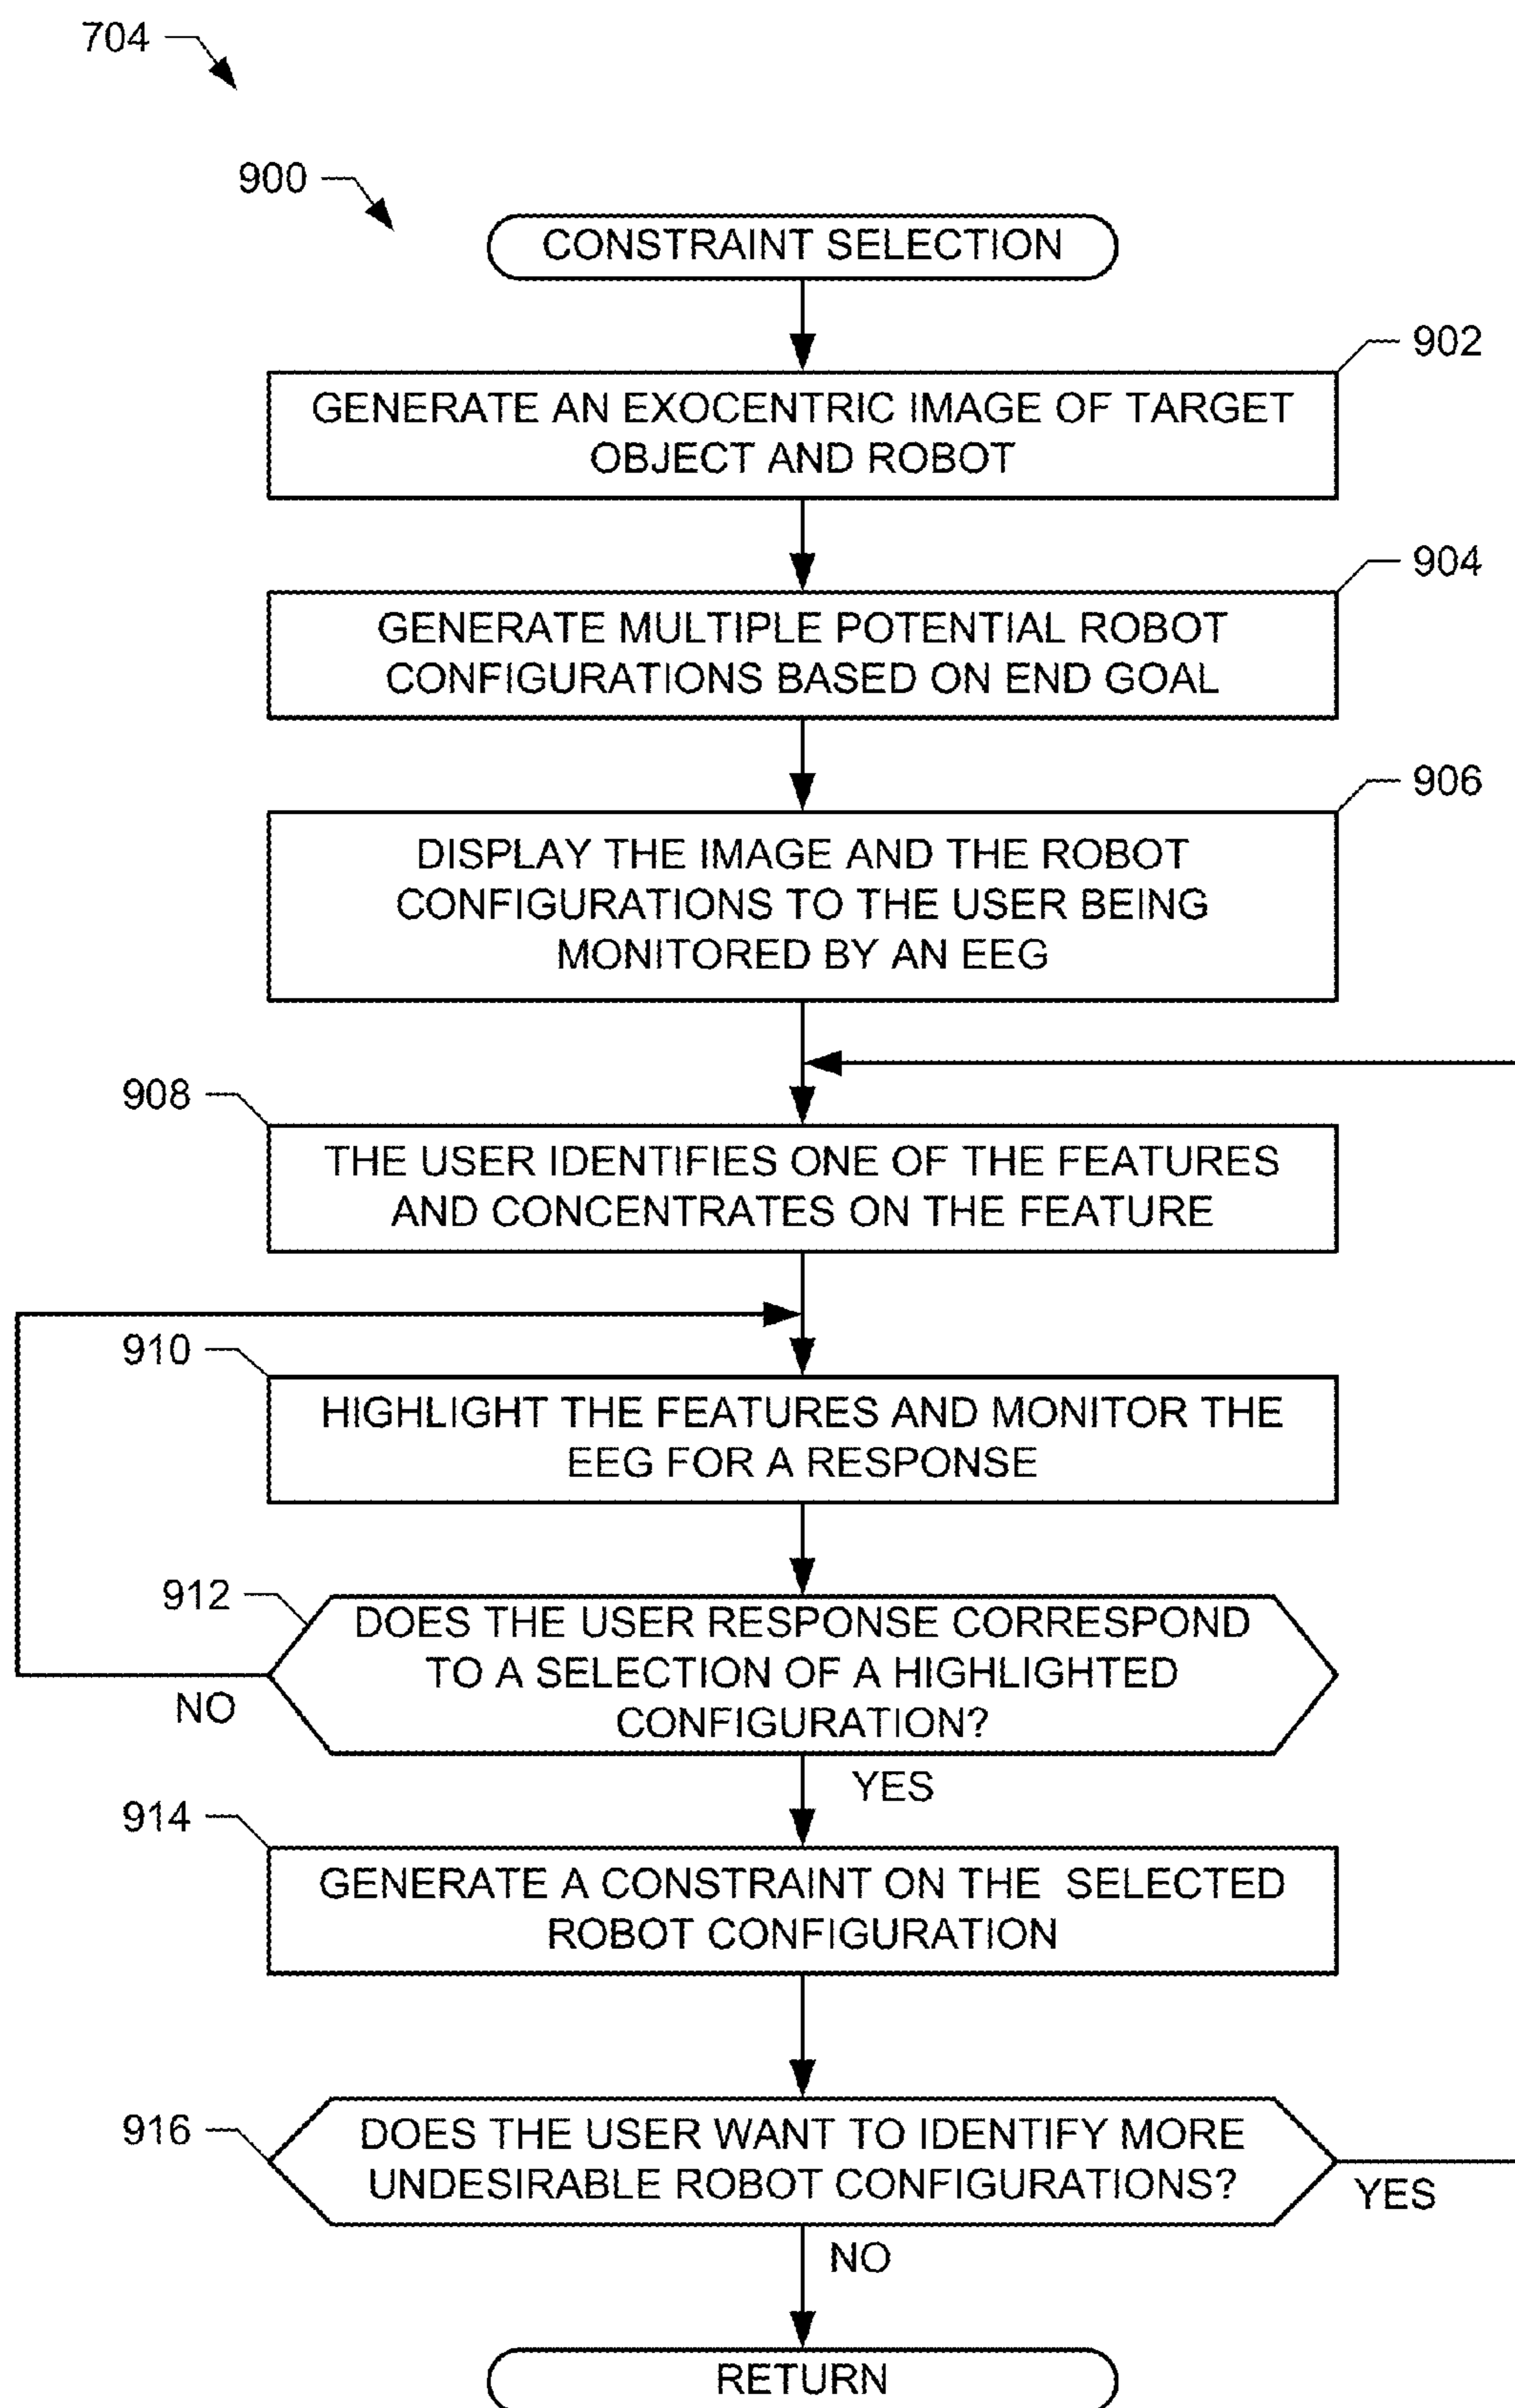 704
900
CONSTRAINT SELECTION
902
GENERATE AN EXOCENTRIC IMAGE OF TARGET
OBJECT AND ROBOT
904
GENERATE MULTIPLE POTENTIAL ROBOT
CONFIGURATIONS BASED ON END GOAL
906
DISPLAY THE IMAGE AND THE ROBOT
CONFIGURATIONS TO THE USER BEING
MONITORED BY AN EEG
908
THE USER IDENTIFIES ONE OF THE FEATURES
AND CONCENTRATES ON THE FEATURE
910
HIGHLIGHT THE FEATURES AND MONITOR THE
EEG FOR A RESPONSE
912
DOES THE USER RESPONSE CORRESPOND
TO A SELECTION OF A HIGHLIGHTED
CONFIGURATION?
NO
YES
914
GENERATE A CONSTRAINT ON THE SELECTED
ROBOT CONFIGURATION
916
DOES THE USER WANT TO IDENTIFY MORE
UNDESIRABLE ROBOT CONFIGURATIONS?
YES
NO
RETURN